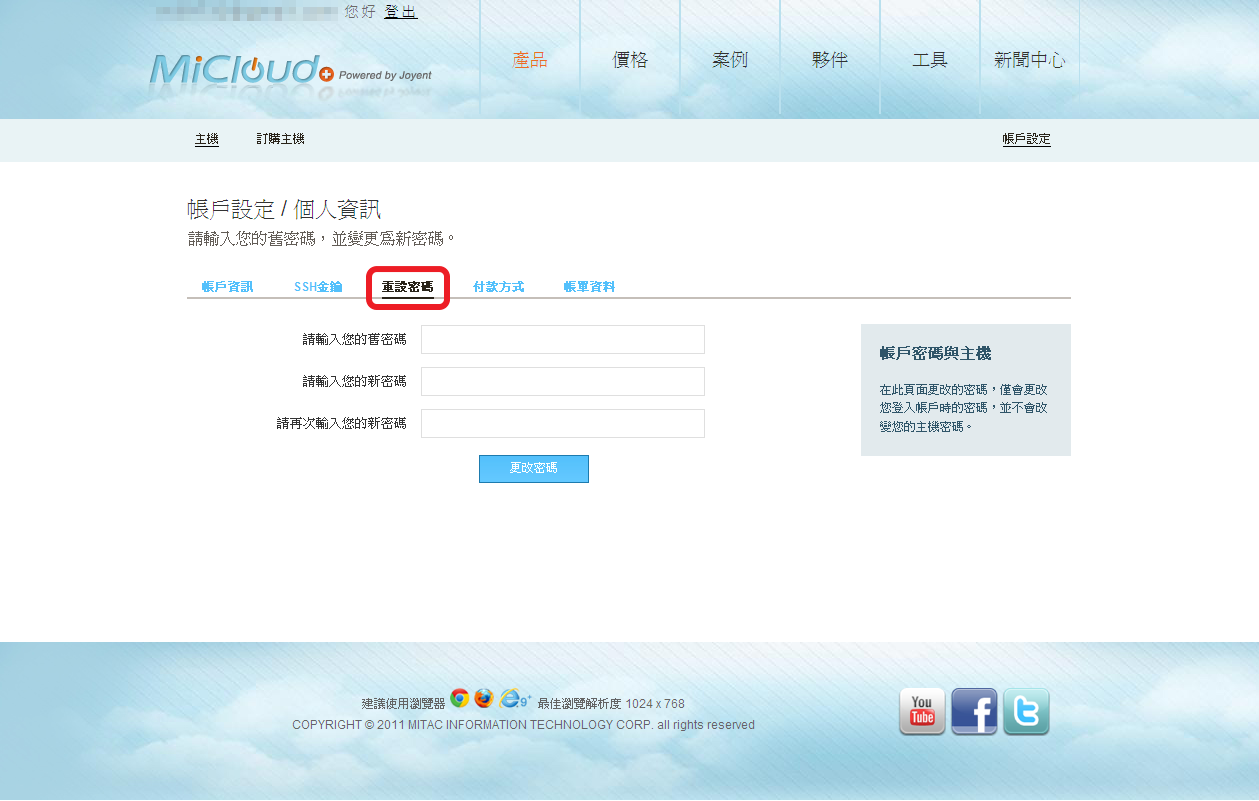 您好 登出
MiCloud Powered by Joyent
產品 價格 案例 夥伴 工具 新聞中心
主機 訂購主機 帳戶設定
帳戶設定 / 個人資訊
請輸入您的舊密碼，並變更為新密碼。
帳戶資訊 SSH金鑰 重設密碼 付款方式 帳單資料
請輸入您的舊密碼
請輸入您的新密碼
請再次輸入您的新密碼
更改密碼
帳戶密碼與主機
在此頁面更改的密碼，僅會更改
您登入帳戶時的密碼，並不會改
變您的主機密碼。
建議使用瀏覽器 9+ 最佳瀏覽解析度 1024 x 768
COPYRIGHT © 2011 MITAC INFORMATION TECHNOLOGY CORP. all rights reserved
You Tube f t